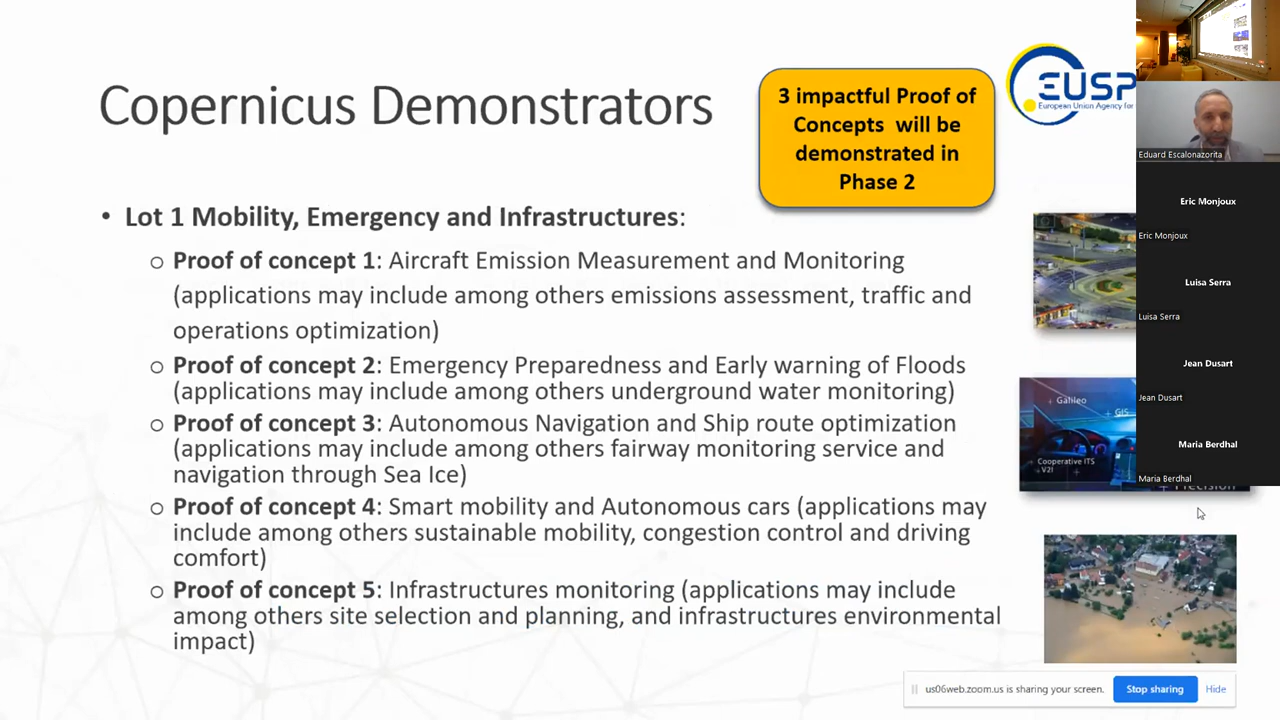 Copernicus Demonstrators
3 impactful Proof of
Concepts will be
demonstrated in
Phase 2
EUSP
European Union Agency for
• Lot 1 Mobility, Emergency and Infrastructures:
o Proof of concept 1: Aircraft Emission Measurement and Monitoring
(applications may include among others emissions assessment, traffic and
operations optimization)
o Proof of concept 2: Emergency Preparedness and Early warning of Floods
(applications may include among others underground water monitoring)
o Proof of concept 3: Autonomous Navigation and Ship route optimization
(applications may include among others fairway monitoring service and
navigation through Sea Ice)
o Proof of concept 4: Smart mobility and Autonomous cars (applications may
include among others sustainable mobility, congestion control and driving
comfort)
o Proof of concept 5: Infrastructures monitoring (applications may include
among others site selection and planning, and infrastructures environmental
impact)
Galileo
GIS
Cooperative ITS
V2I
Precision
Eduard Escalonazorita
Eric Monjoux
Eric Monjoux
Luisa Serra
Luisa Serra
Jean Dusart
Jean Dusart
Maria Berdhal
Maria Berdhal
us06web.zoom.us is sharing your screen.
Stop sharing
Hide